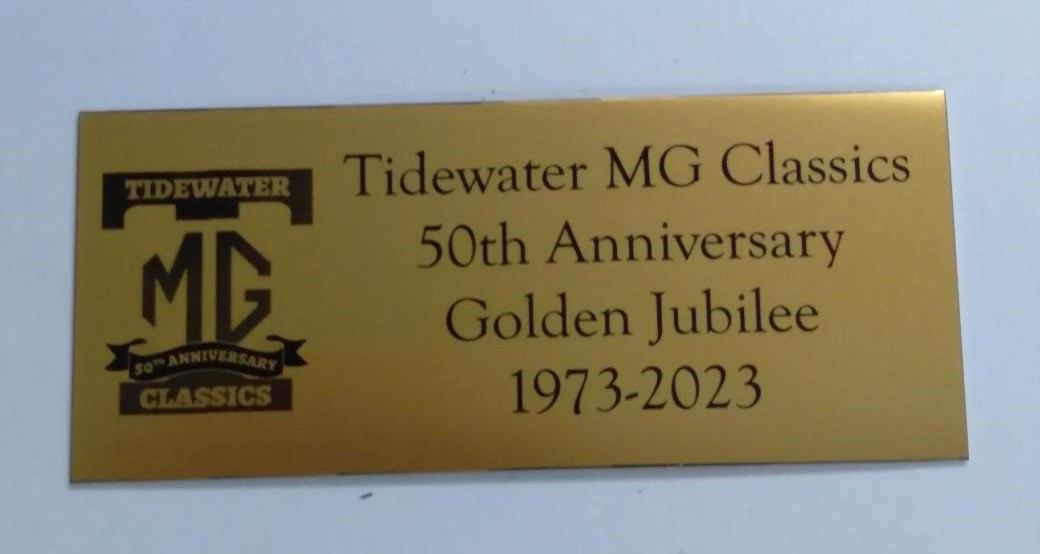 TIDEWATER
MG
50TH ANNIVERSARY
CLASSICS
Tidewater MG Classics
50th Anniversary
Golden Jubilee
1973-2023